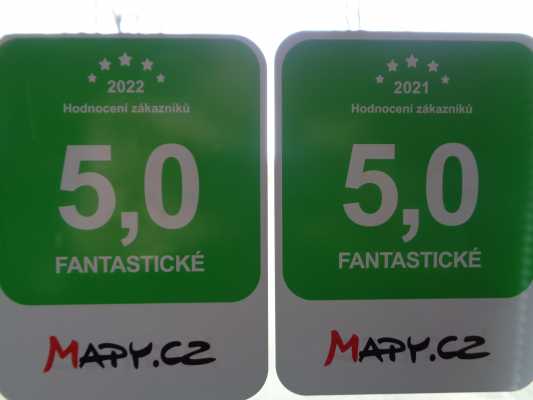 2022
Hodnocení zákazníků
5,0
FANTASTICKÉ
MAPY.CZ
2021
Hodnocení zákazníků
5,0
FANTASTICKÉ
MAPY.CZ